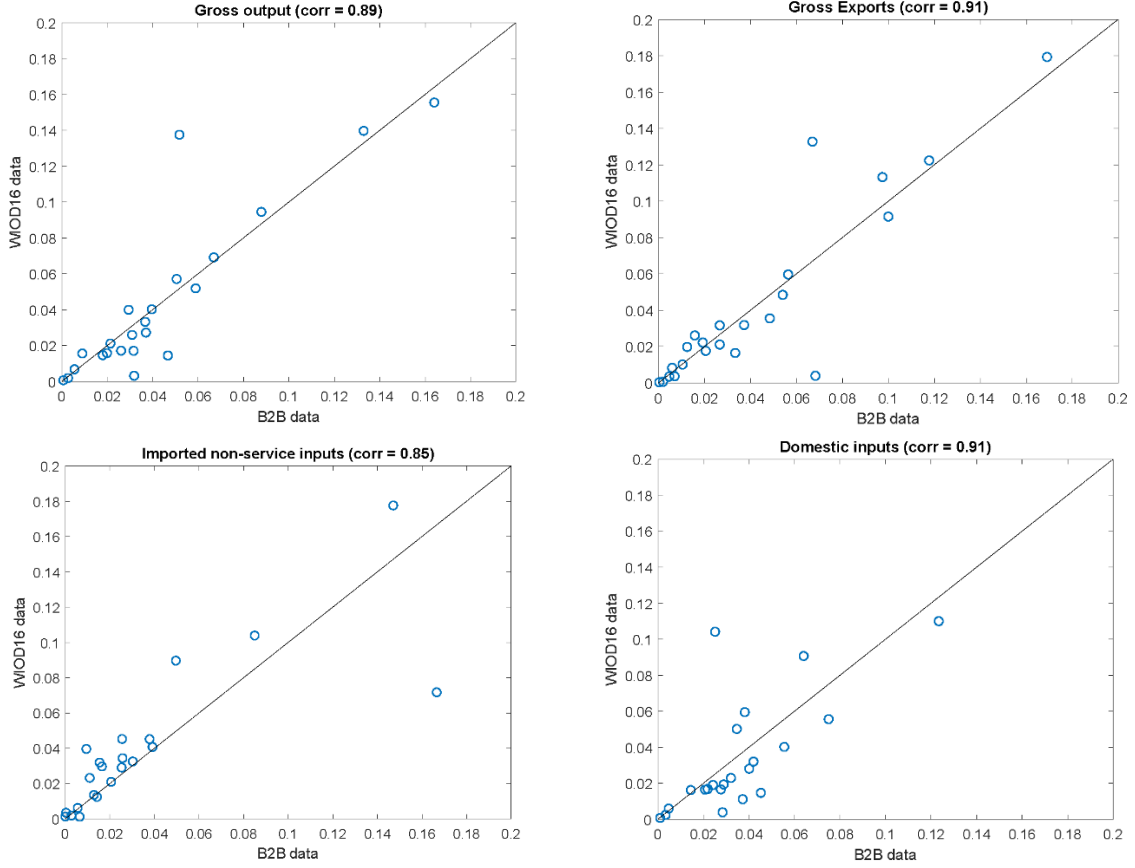 Gross output (corr = 0.89)
0.2
0.18
0.16
0.14
0.12
0.1
0.08
0.06
0.04
0.02
0
WIOD16 data
0 0.02 0.04 0.06 0.08 0.1 0.12 0.14 0.16 0.18 0.2
B2B data
Gross Exports (corr = 0.91)
0.2
0.18
0.16
0.14
0.12
0.1
0.08
0.06
0.04
0.02
0
WIOD16 data
0 0.02 0.04 0.06 0.08 0.1 0.12 0.14 0.16 0.18 0.2
B2B data
Imported non-service inputs (corr = 0.85)
0.2
0.18
0.16
0.14
0.12
0.1
0.08
0.06
0.04
0.02
0
WIOD16 data
0 0.02 0.04 0.06 0.08 0.1 0.12 0.14 0.16 0.18 0.2
B2B data
Domestic inputs (corr = 0.91)
0.2
0.18
0.16
0.14
0.12
0.1
0.08
0.06
0.04
0.02
0
WIOD16 data
0 0.02 0.04 0.06 0.08 0.1 0.12 0.14 0.16 0.18 0.2
B2B data